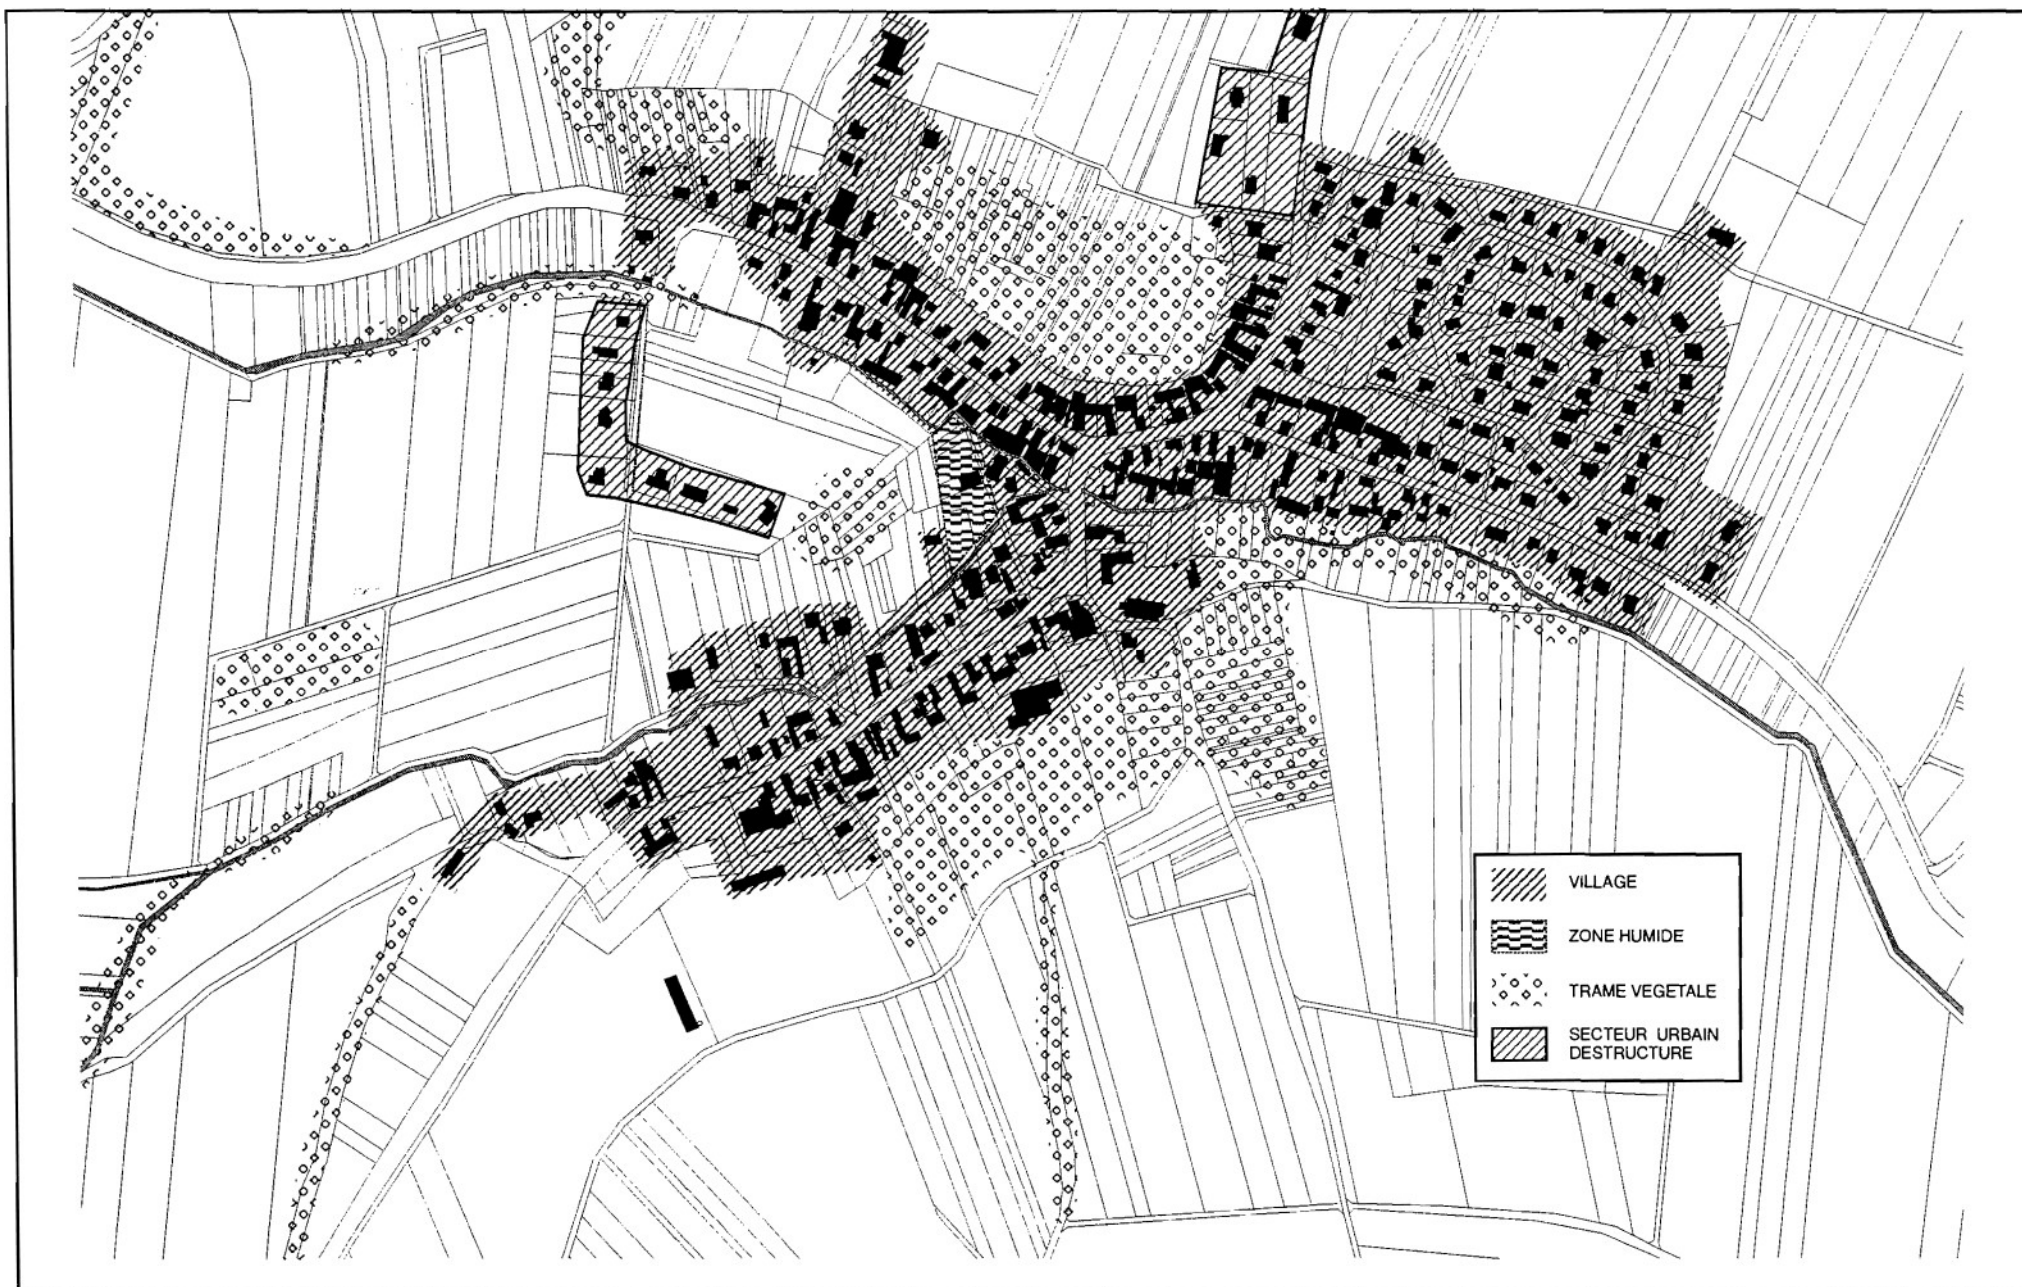 VILLAGE
ZONE HUMIDE
TRAME VEGETALE
SECTEUR URBAIN
DESTRUCTURE